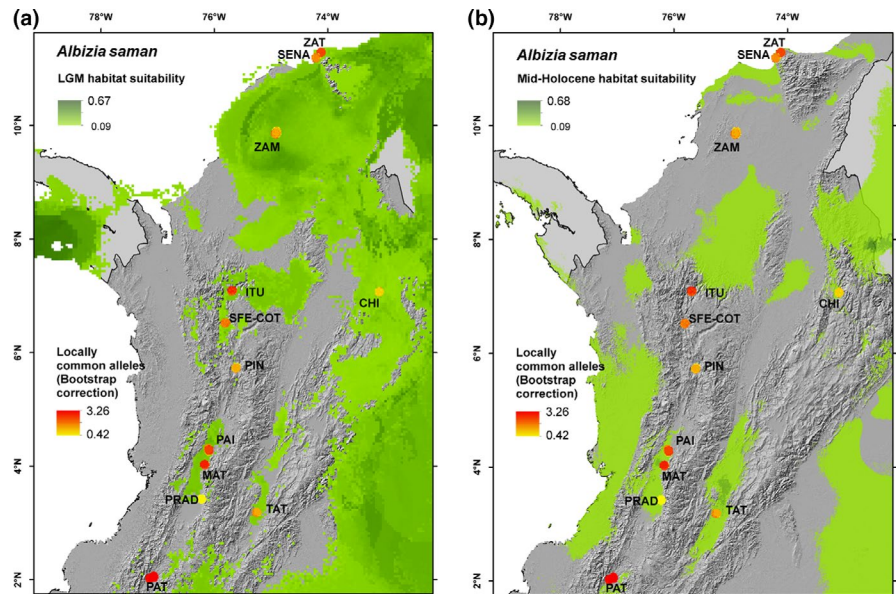 (a)
78°W 76°W 74°W
Albizia saman
LGM habitat suitability
0.67
0.09
10°N
8°N
6°N
4°N
2°N
ZAT
SENA
ZAM
ITU
CHI
SFE-COT
PIN
Locally
common alleles
(Bootstrap
correction)
3.26
0.42
PAI
MAT
PRAD
TAT
PAT
(b)
78°W 76°W 74°W
Albizia saman
Mid-Holocene habitat suitability
0.68
0.09
10°N
8°N
6°N
4°N
2°N
ZAT
SENA
ZAM
ITU
CHI
SFE-COT
PIN
Locally
common alleles
(Bootstrap
correction)
3.26
0.42
PAI
MAT
PRAD
TAT
PAT